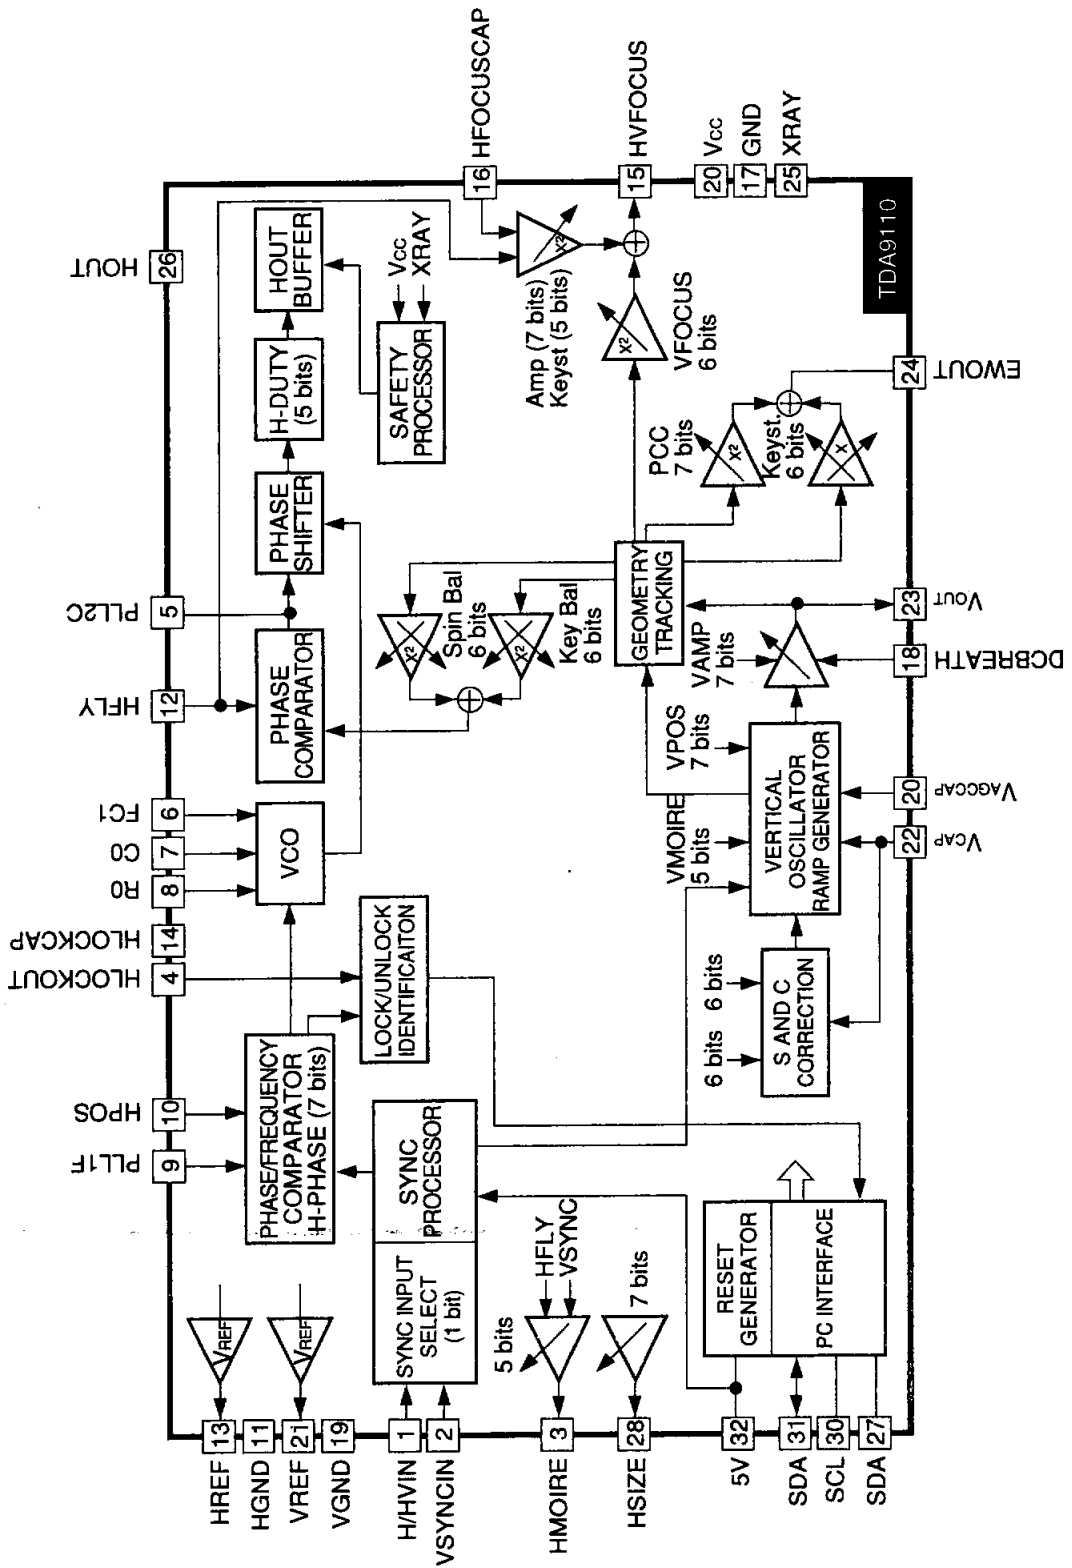 HOUT
26
HFOCUSCAP
16
HVFOCUS
15
20 Vcc
17 GND
25 XRAY
TDA9110
HOUT
BUFFER
H-DUTY
(5 bits)
Vcc
XRAY
SAFETY
PROCESSOR
X²
Amp (7 bits)
Keyst (5 bits)
X²
VFOCUS
6 bits
24
EWOUT
PCC
7 bits
X²
Keyst.
6 bits
X
PHASE
SHIFTER
PLL2C
5
HFLY
12
PHASE
COMPARATOR
X²
Spin Bal
6 bits
X²
Key Bal
6 bits
GEOMETRY
TRACKING
VAMP
7 bits
23
VOUT
18
DCBREATH
FC1
6
C0
7
R0
8
VCO
VPOS
7 bits
VMOIRE
5 bits
VERTICAL
OSCILLATOR
RAMP GENERATOR
20
VAGCCAP
22
VCAP
HLOCKCAP
14
HLOCKOUT
4
LOCK/UNLOCK
IDENTIFICAITON
6 bits
6 bits
S AND C
CORRECTION
HPOS
10
PLL1F
9
PHASE/FREQUENCY
COMPARATOR
H-PHASE (7 bits)
SYNC
PROCESSOR
SYNC INPUT
SELECT
(1 bit)
VREF
VREF
5 bits
HFLY
VSYNC
7 bits
RESET
GENERATOR
PC INTERFACE
HREF 13
HGND 11
VREF 21
VGND 19
H/HVIN 1
VSYNCIN 2
HMOIRE 3
HSIZE 28
5V 32
SDA 31
SCL 30
SDA 27